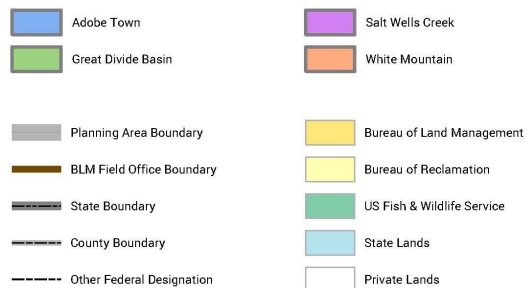 Adobe Town
Salt Wells Creek
Great Divide Basin
White Mountain
Planning Area Boundary
Bureau of Land Management
BLM Field Office Boundary
Bureau of Reclamation
State Boundary
US Fish & Wildlife Service
County Boundary
State Lands
Other Federal Designation
Private Lands